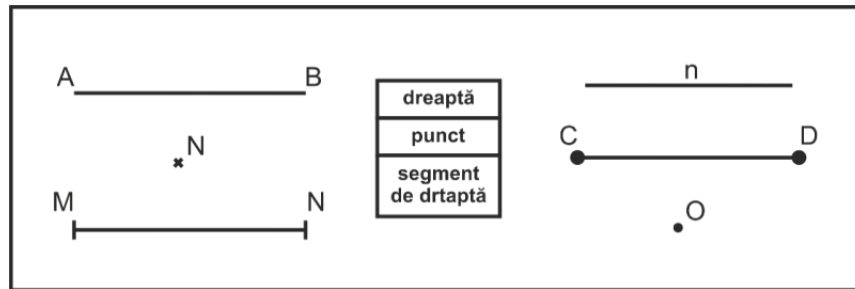 A B
N
M N
dreaptă
punct
segment
de drtaptă
n
C D
O